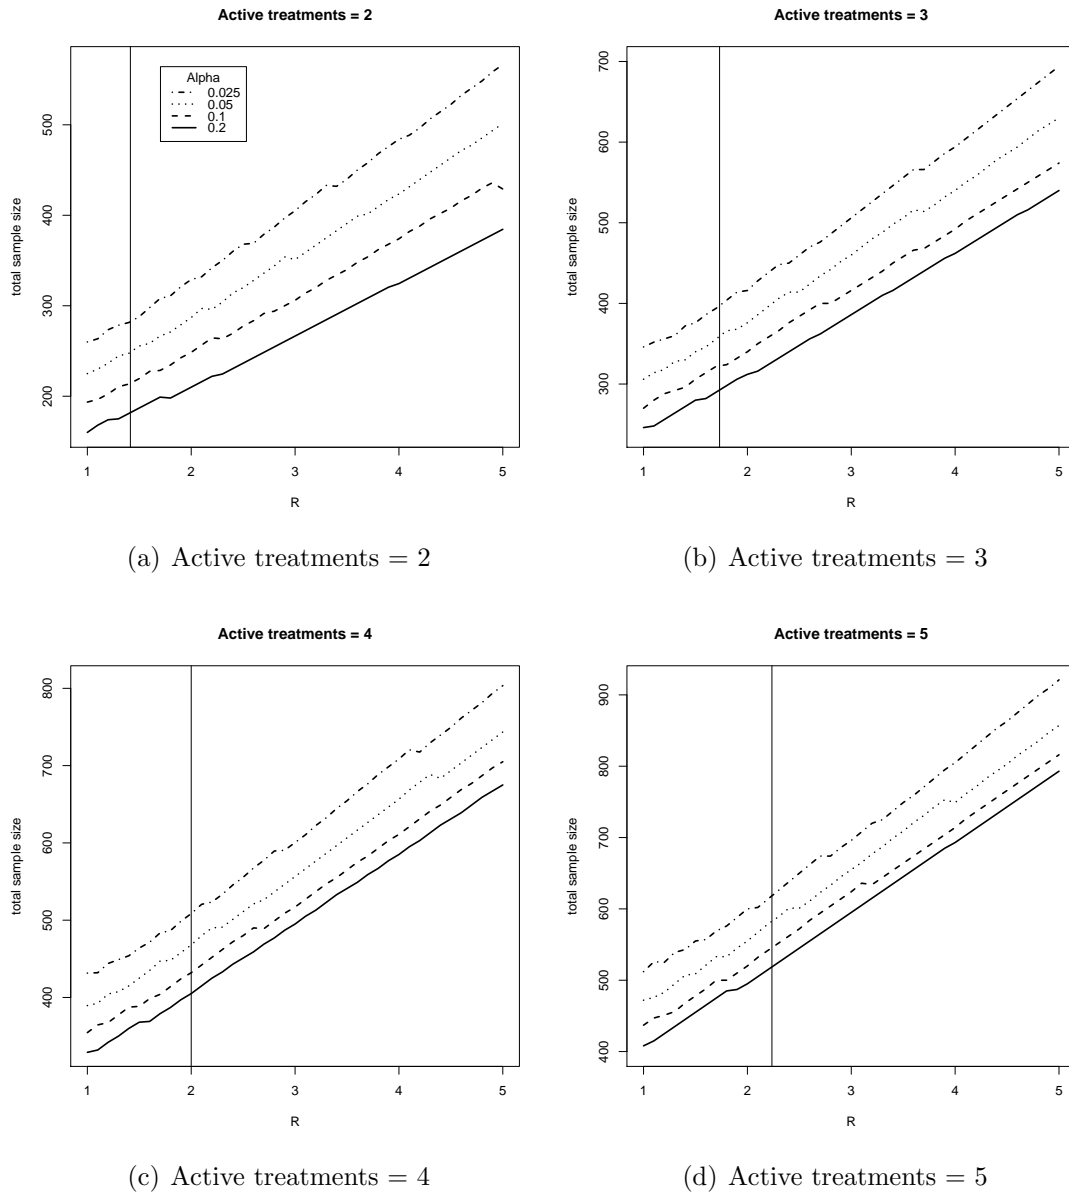 Active treatments = 2
total sample size
200 300 400 500
Alpha
0.025
0.05
0.1
0.2
1 2 3 4 5
R
(a) Active treatments = 2
Active treatments = 3
total sample size
300 400 500 600 700
1 2 3 4 5
R
(b) Active treatments = 3
Active treatments = 4
total sample size
400 500 600 700 800
1 2 3 4 5
R
(c) Active treatments = 4
Active treatments = 5
total sample size
400 500 600 700 800 900
1 2 3 4 5
R
(d) Active treatments = 5